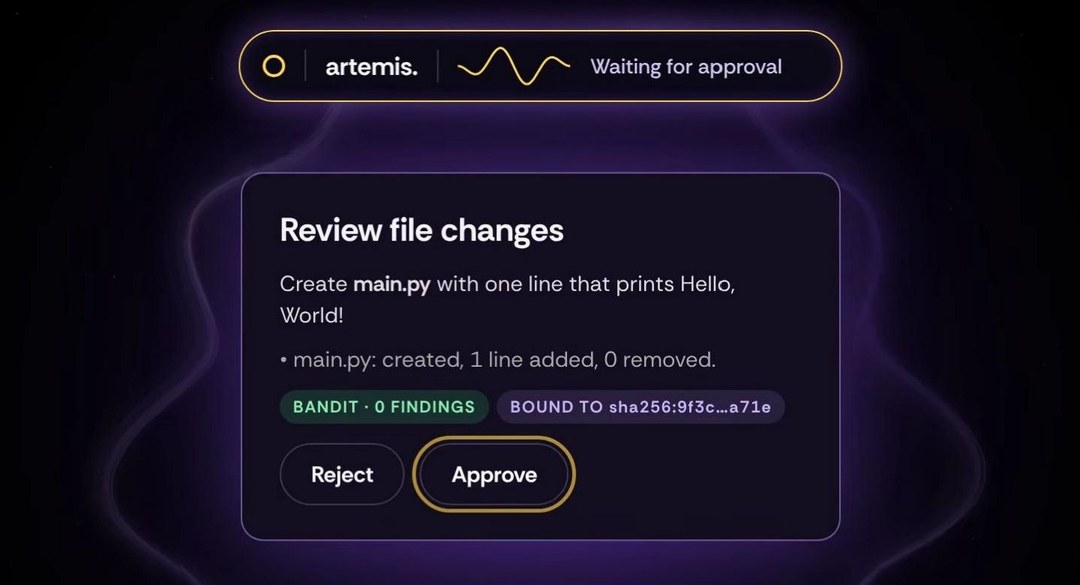 artemis.
Waiting for approval
Review file changes
Create main.py with one line that prints Hello,
World!
• main.py: created, 1 line added, 0 removed.
BANDIT · 0 FINDINGS
BOUND TO sha256:9f3c…a71e
Reject
Approve